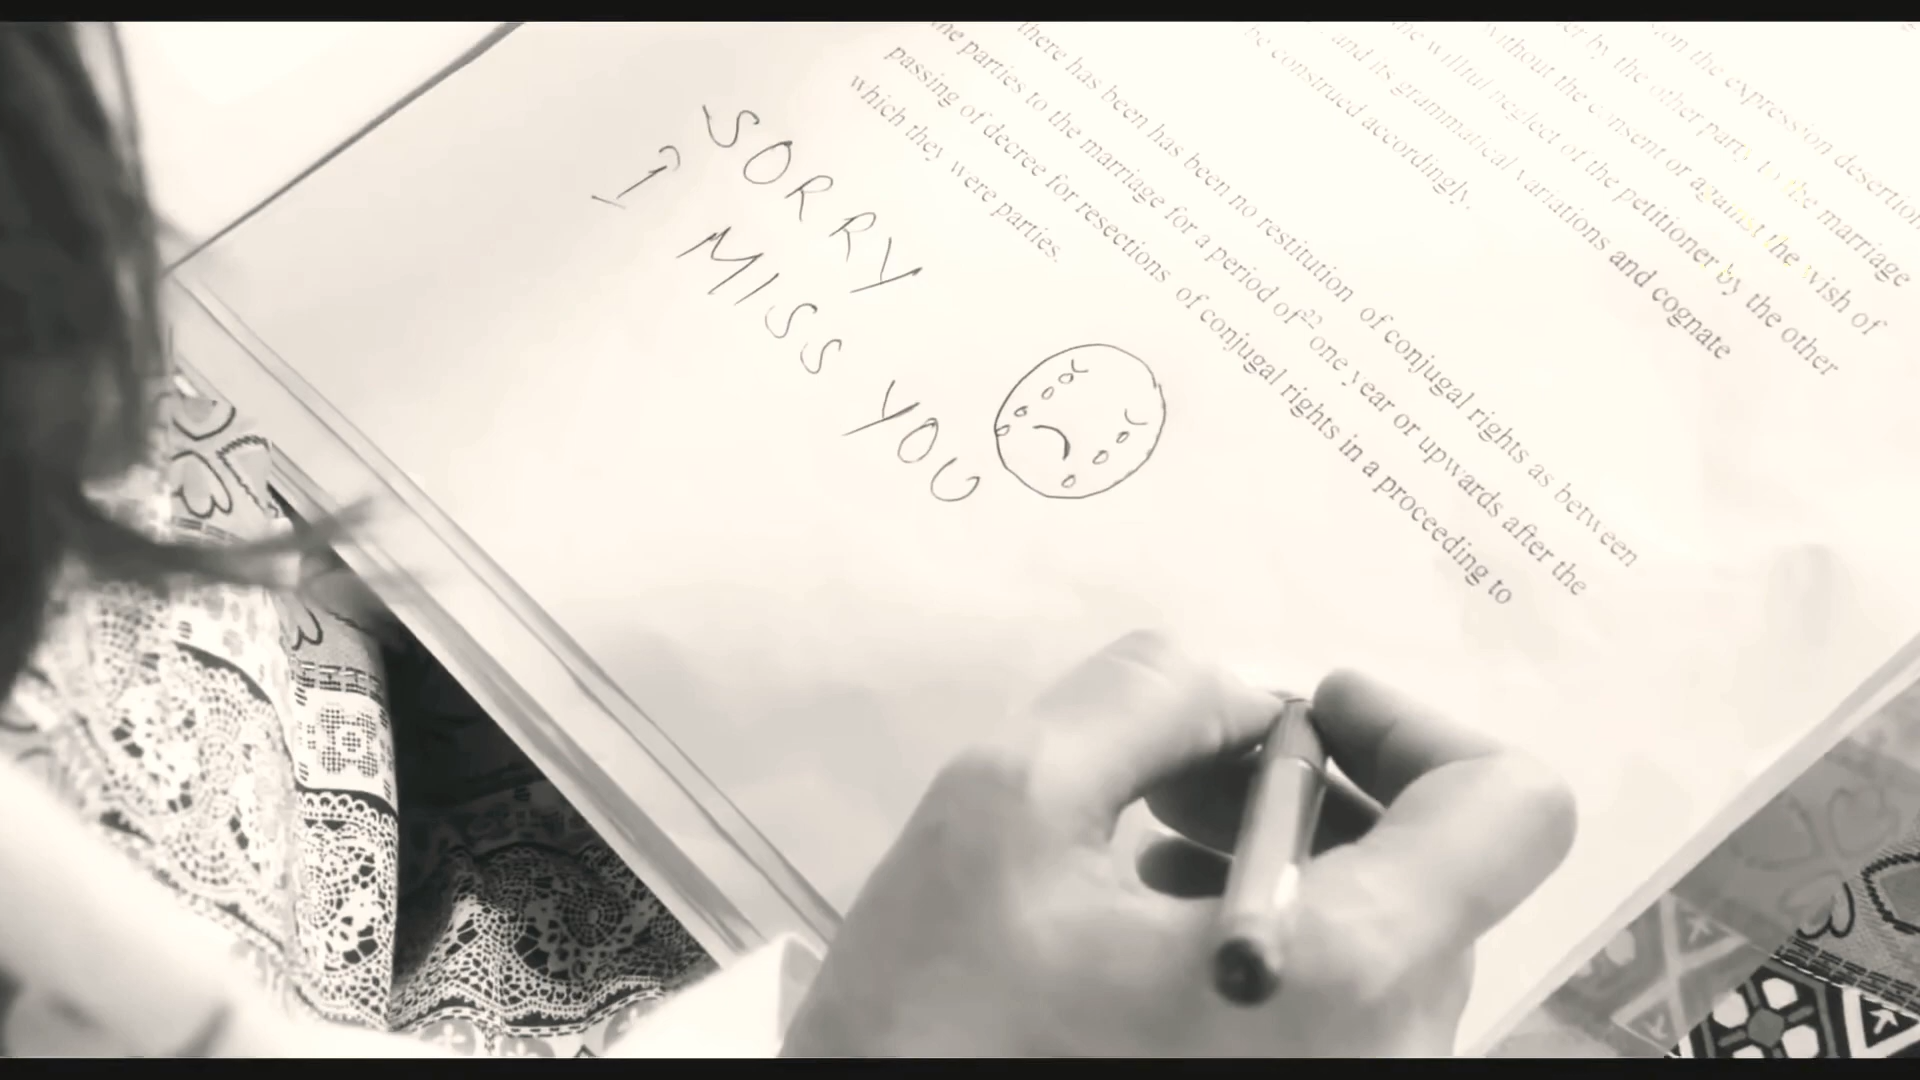 on the expression desertion
er by the other party to the marriage
without the consent or against the wish of
the willful neglect of the petitioner by the other
and its grammatical variations and cognate
be construed accordingly.
there has been has been no restitution of conjugal rights as between
the parties to the marriage for a period of 22 one year or upwards after the
passing of decree for resections of conjugal rights in a proceeding to
which they were parties.
SORRY
I MISS YOU